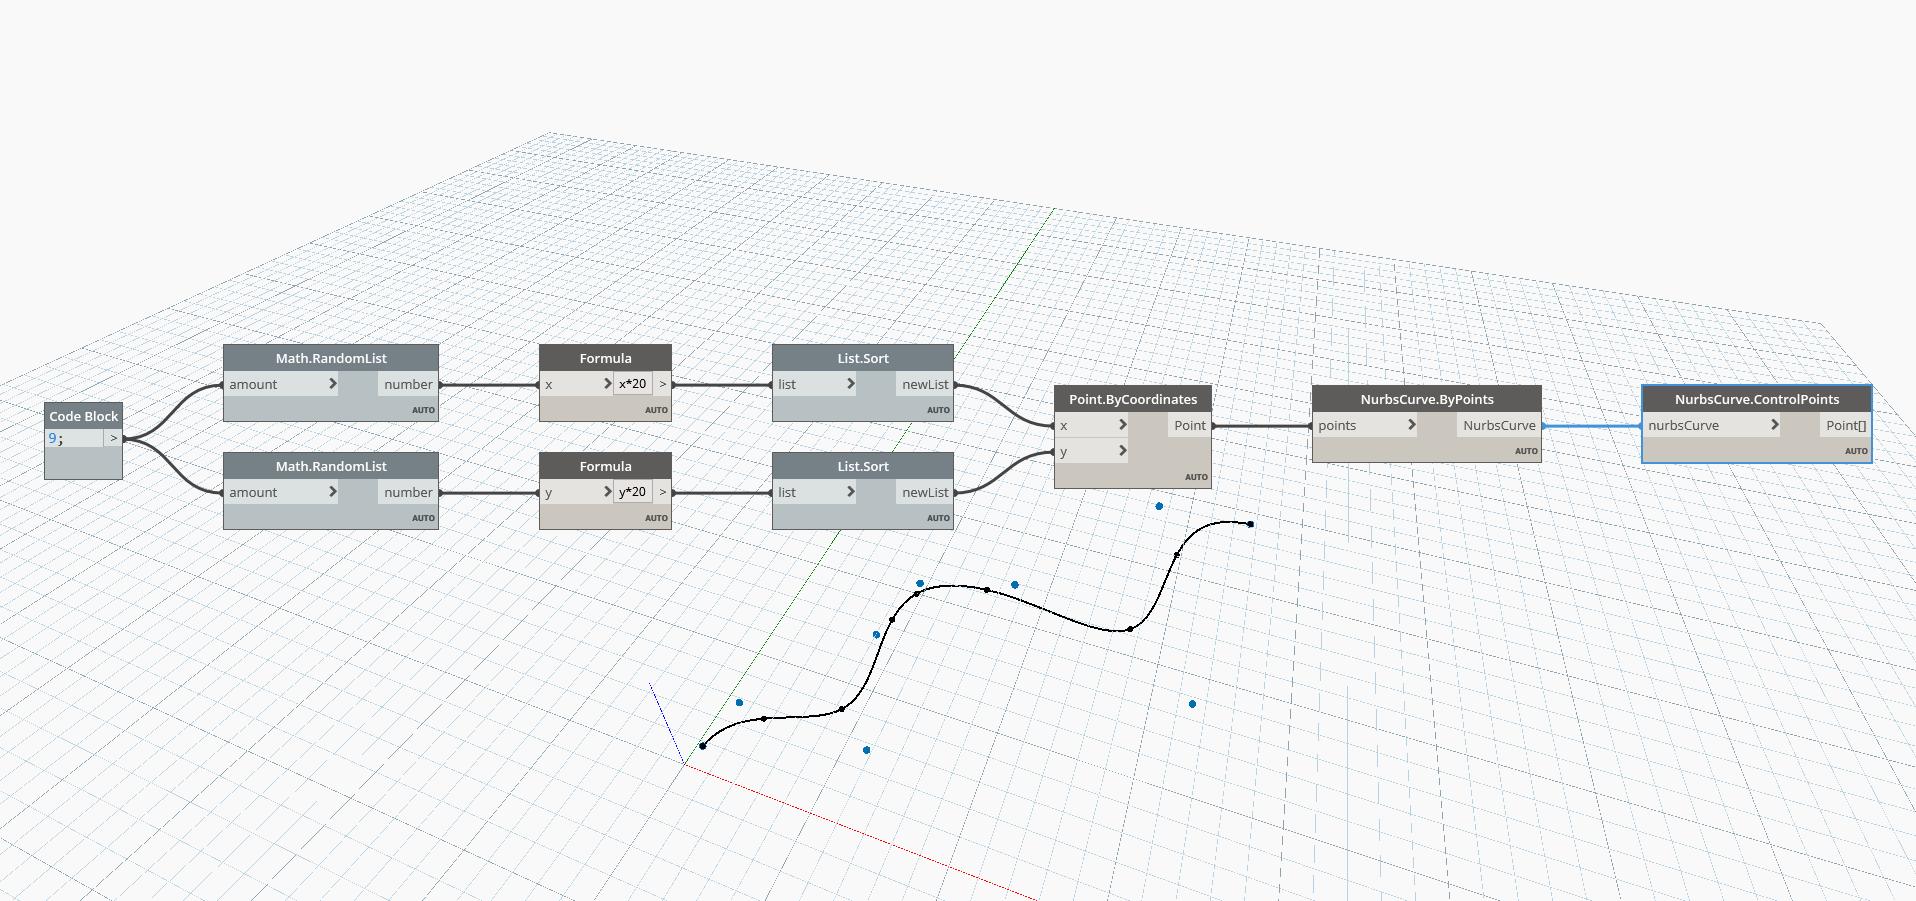 Code Block
9;
>
Math.RandomList
amount
number
AUTO
Math.RandomList
amount
number
AUTO
Formula
x
x*20
>
AUTO
Formula
y
y*20
>
AUTO
List.Sort
list
newList
AUTO
List.Sort
list
newList
AUTO
Point.ByCoordinates
x
Point
y
AUTO
NurbsCurve.ByPoints
points
NurbsCurve
AUTO
NurbsCurve.ControlPoints
nurbsCurve
Point[]
AUTO